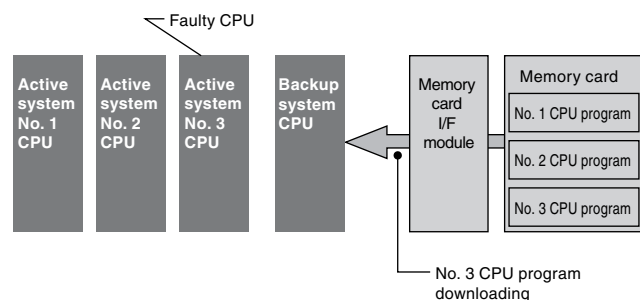 Faulty CPU
Active
system
No. 1
CPU
Active
system
No. 2
CPU
Active
system
No. 3
CPU
Backup
system
CPU
Memory
card
I/F
module
Memory card
No. 1 CPU program
No. 2 CPU program
No. 3 CPU program
No. 3 CPU program
downloading